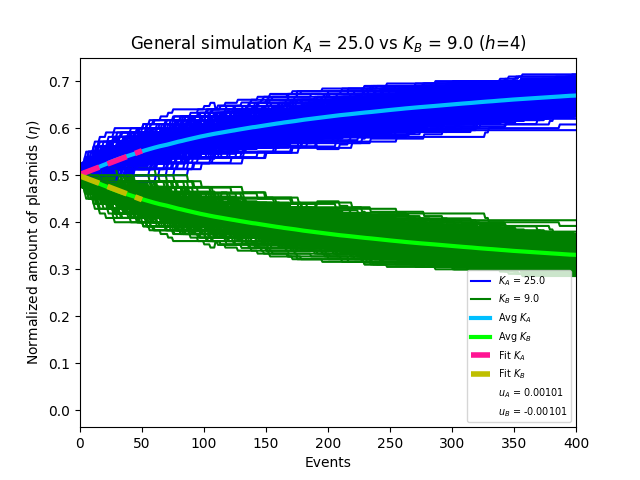 General simulation K_A = 25.0 vs K_B = 9.0 (h=4)
Normalized amount of plasmids (η)
0.7
0.6
0.5
0.4
0.3
0.2
0.1
0.0
K_A = 25.0
K_B = 9.0
Avg K_A
Avg K_B
Fit K_A
Fit K_B
u_A = 0.00101
u_B = -0.00101
0 50 100 150 200 250 300 350 400
Events